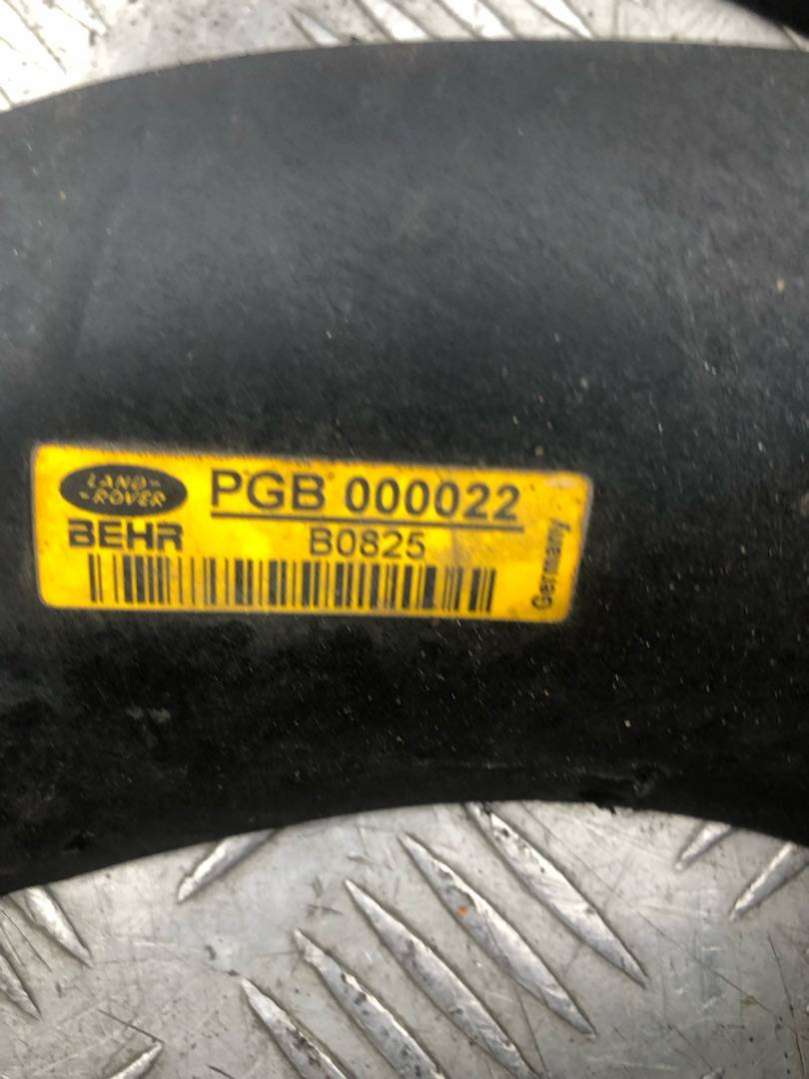 LAND-
-ROVER
PGB 000022
BEHR
B0825
Germany